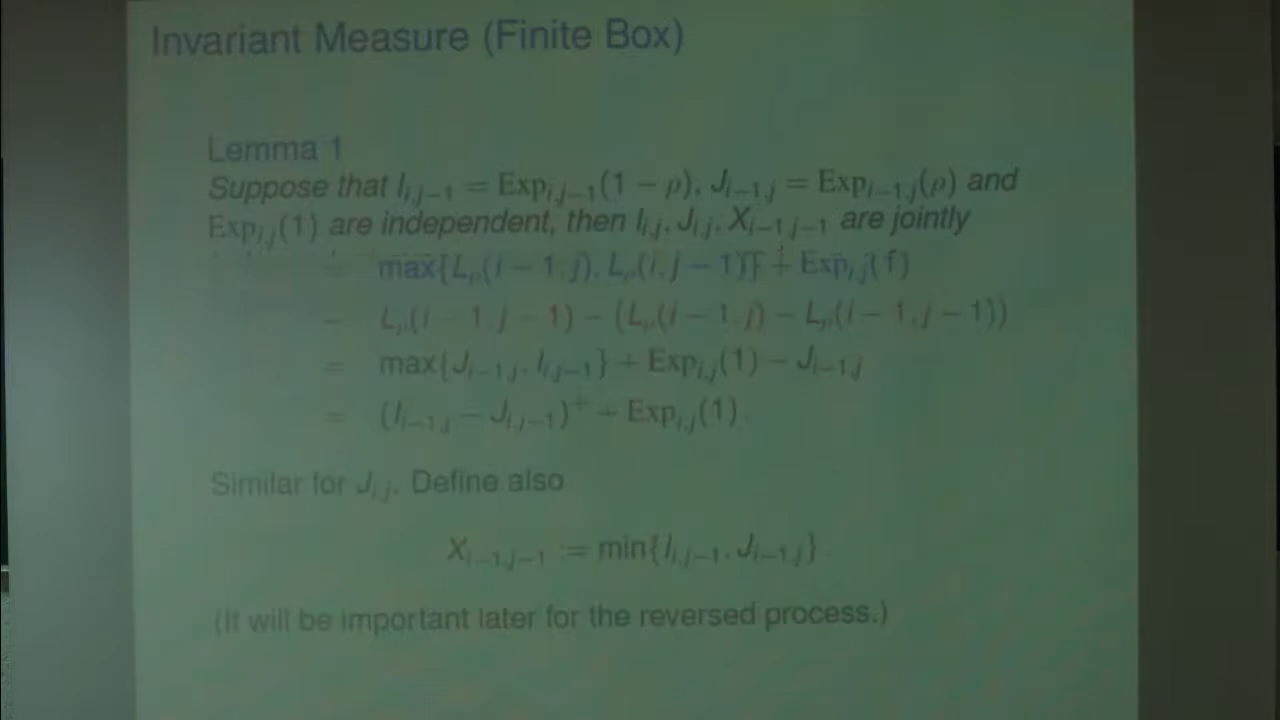 Invariant Measure (Finite Box)
Lemma 1
Suppose that I_{i,j−1} = Exp_{i,j−1}(1 − ρ), J_{i−1,j} = Exp_{i−1,j}(ρ) and
Exp_{i,j}(1) are independent, then I_{i,j}, J_{i,j}, X_{i−1,j−1} are jointly
max{L_ρ(i − 1, j), L_ρ(i, j − 1)} + Exp_{i,j}(1)
− L_ρ(i − 1, j − 1) − (L_ρ(i − 1, j) − L_ρ(i − 1, j − 1))
= max{J_{i−1,j}, I_{i,j−1}} + Exp_{i,j}(1) − J_{i−1,j}
= (I_{i−1,j} − J_{i,j−1})^+ + Exp_{i,j}(1).
Similar for J_{i,j}. Define also
X_{i−1,j−1} := min{I_{i,j−1}, J_{i−1,j}}.
(It will be important later for the reversed process.)